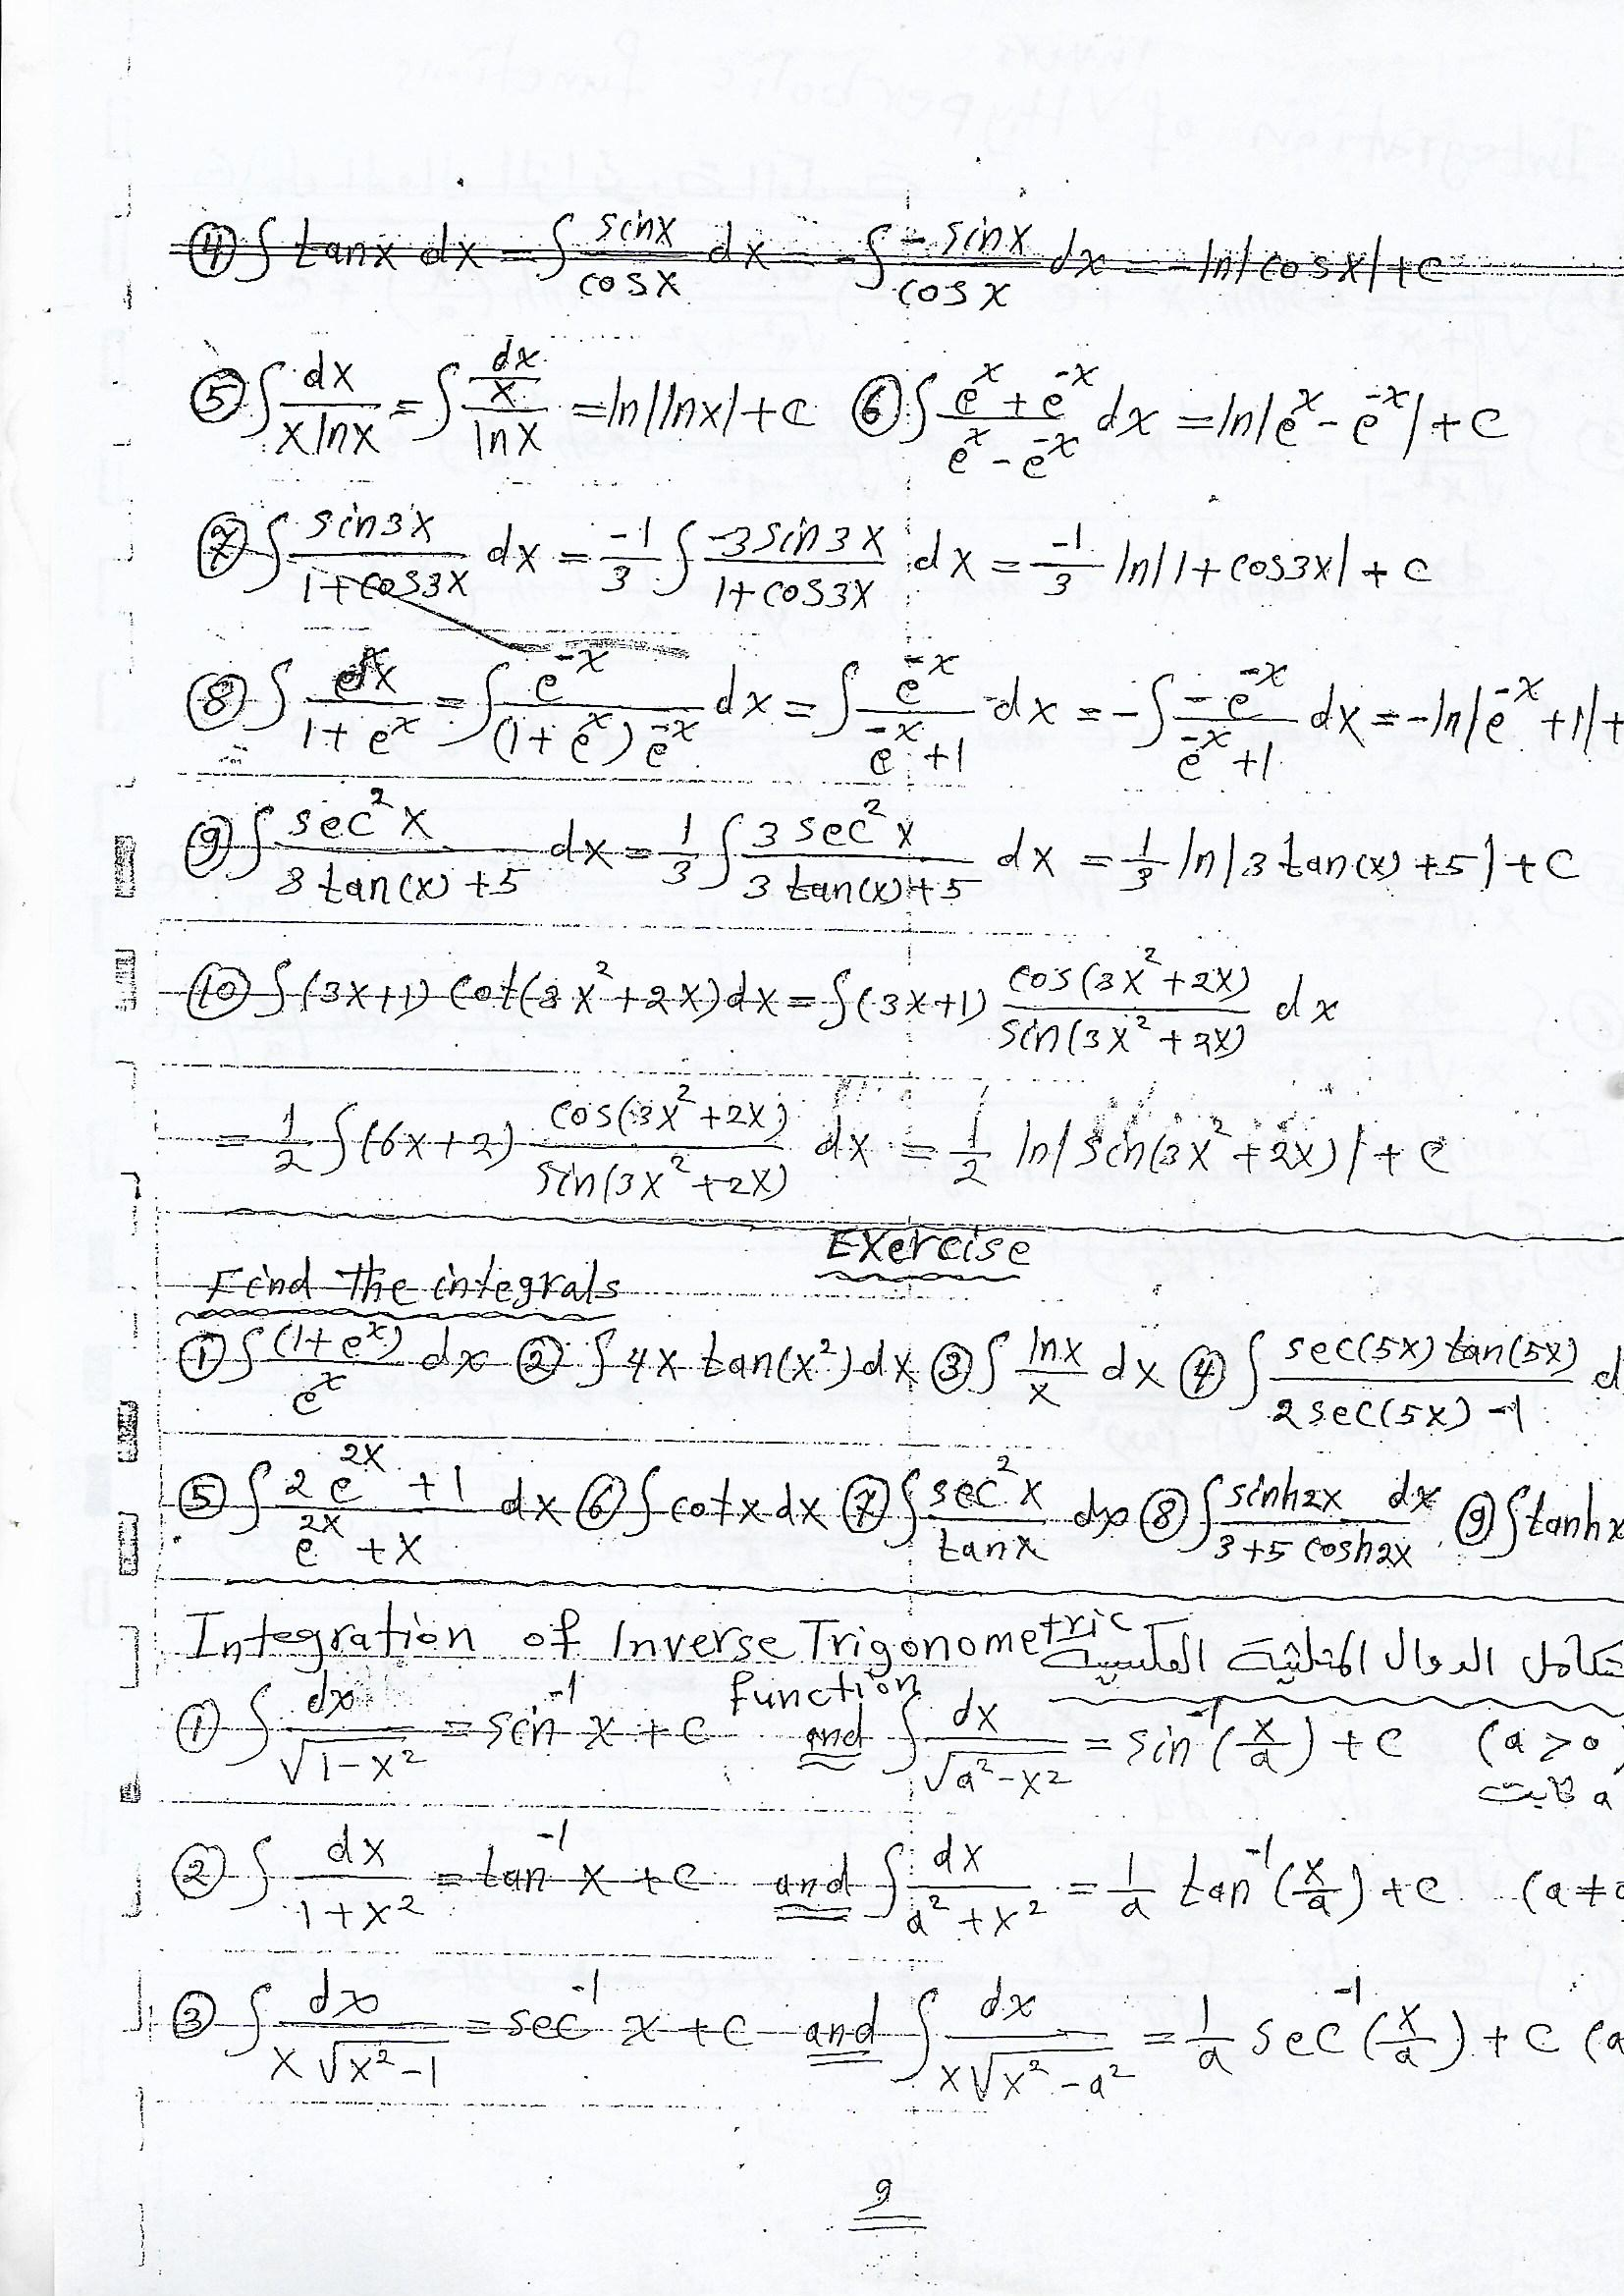 ④ ∫ tanx dx = ∫ sinx/cosx dx = -∫ -sinx/cosx dx = -ln|cosx|+c
⑤ ∫ dx/(x lnx) = ∫ (dx/x)/lnx = ln|lnx|+c ⑥ ∫ (e^x + e^-x)/(e^x - e^-x) dx = ln|e^x - e^-x|+c
⑦ ∫ sin3x/(1+cos3x) dx = -1/3 ∫ -3sin3x/(1+cos3x) dx = -1/3 ln|1+cos3x|+c
⑧ ∫ dx/(1+e^x) = ∫ e^-x/((1+e^x)e^-x) dx = ∫ e^-x/(e^-x+1) dx = -∫ -e^-x/(e^-x+1) dx = -ln|e^-x+1|+
⑨ ∫ sec²x/(3tan(x)+5) dx = 1/3 ∫ 3sec²x/(3tan(x)+5) dx = 1/3 ln|3tan(x)+5|+c
⑩ ∫(3x+1) cot(3x²+2x)dx = ∫(3x+1) cos(3x²+2x)/sin(3x²+2x) dx
= 1/2 ∫(6x+2) cos(3x²+2x)/sin(3x²+2x) dx = 1/2 ln|sin(3x²+2x)|+c
Exercise
Find The integrals
① ∫ (1+e^x)/e^x dx ② ∫ 4x tan(x²)dx ③ ∫ lnx/x dx ④ ∫ sec(5x)tan(5x)/(2sec(5x)-1) d
⑤ ∫ (2e^2x+1)/(e^2x+x) dx ⑥ ∫cotx dx ⑦ ∫ sec²x/tanx dx ⑧ ∫ sinh2x dx/(3+5cosh2x) ⑨ ∫tanhx
Integration of Inverse Trigonometric function تكامل الدوال المثلثية العكسية
① ∫ dx/√(1-x²) = sin^-1 x + c and ∫ dx/√(a²-x²) = sin^-1(x/a)+c (a>0)
a ثابت
② ∫ dx/(1+x²) = tan^-1 x + c and ∫ dx/(a²+x²) = 1/a tan^-1(x/a)+c (a≠0
③ ∫ dx/(x√(x²-1)) = sec^-1 x + c and ∫ dx/(x√(x²-a²)) = 1/a sec^-1(x/a)+c (a
9